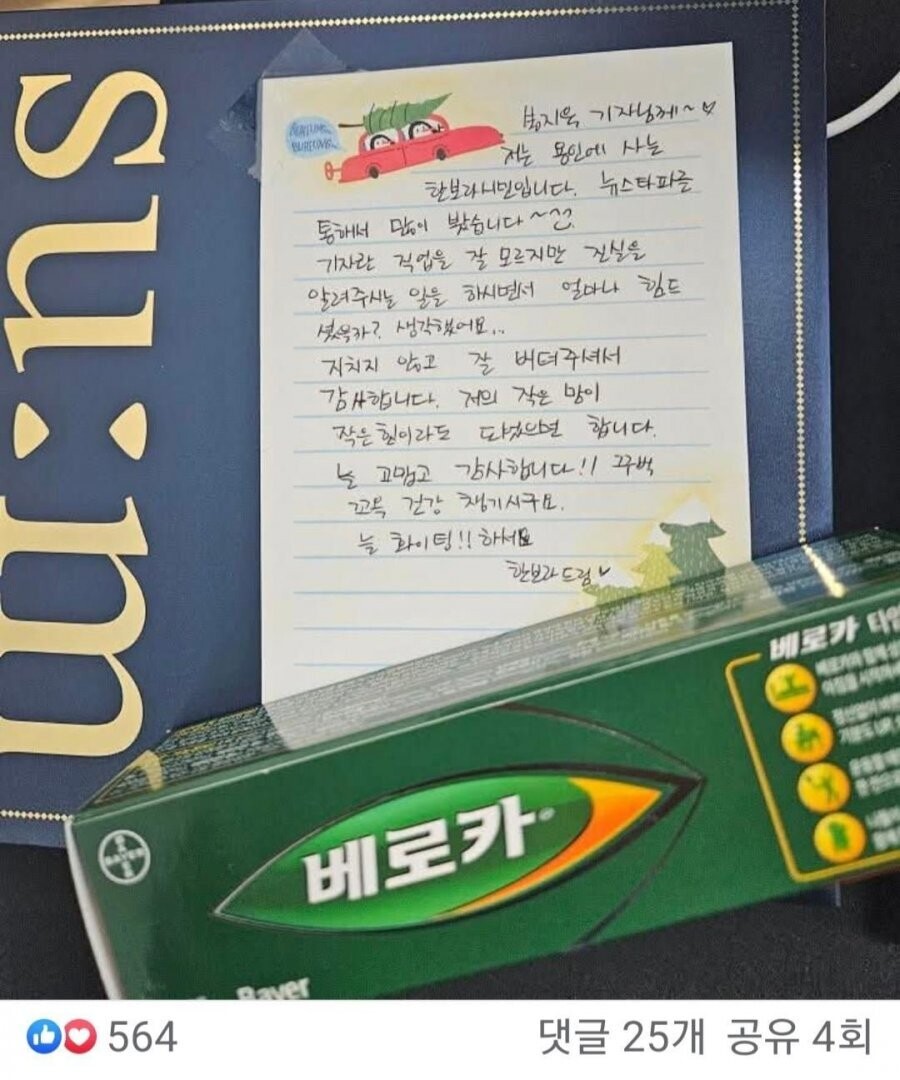 m:ns
봉지욱 기자님께~♡
저는 용인에 사는
한보라시민입니다. 뉴스타파를
통해서 많이 봤습니다~^^
기자란 직업을 잘 모르지만 진실을
알려주시는 일을 하시면서 얼마나 힘드
셨을까? 생각했어요..
지치지 않고 잘 버텨주셔서
감사합니다. 저의 작은 맘이
작은 힘이라도 되었으면 합니다.
늘 고맙고 감사합니다!! 꾸벅
꼬옥 건강 챙기시구요.
늘 화이팅!! 하세요
한보라드림
베로카 타임
베로카
BAYER
Bayer
564
댓글 25개 공유 4회